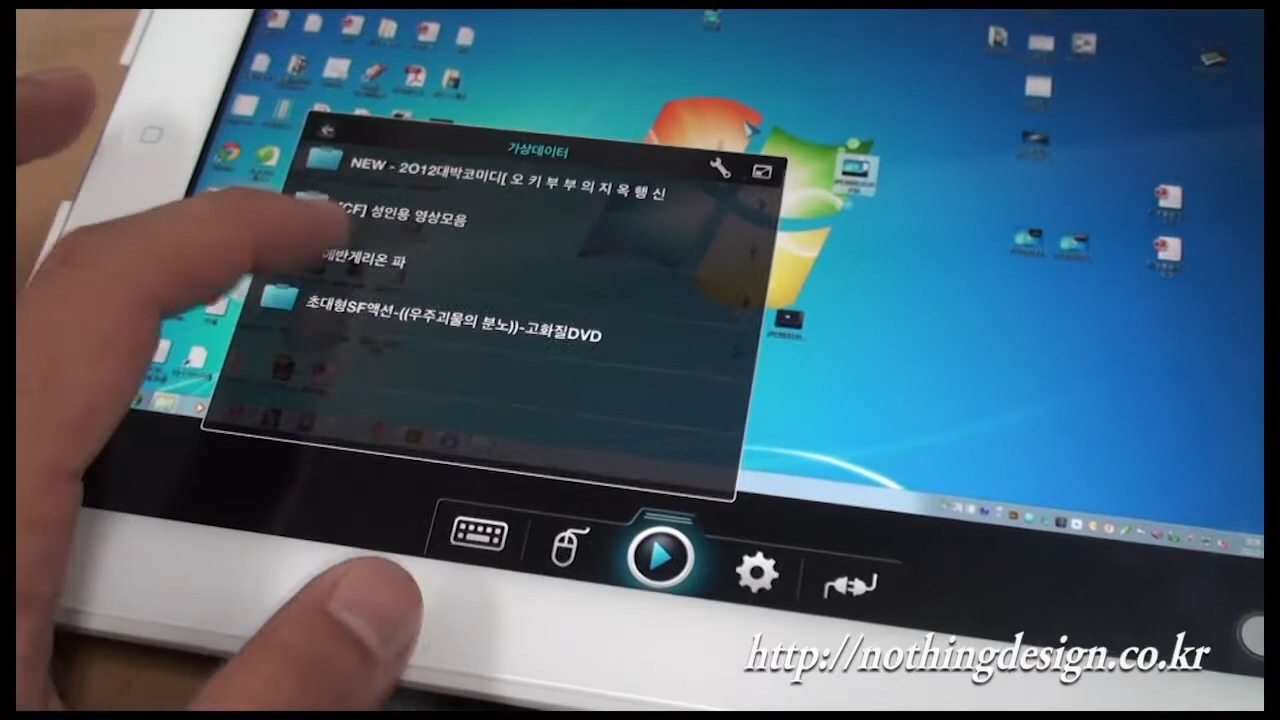 가상데이터
NEW - 2012대박코미디[ 오 키 부 부 의 지 옥 행 신
[CF] 성인용 영상모음
에반게리온 파
초대형SF액션-((우주괴물의 분노))-고화질DVD
http://nothingdesign.co.kr